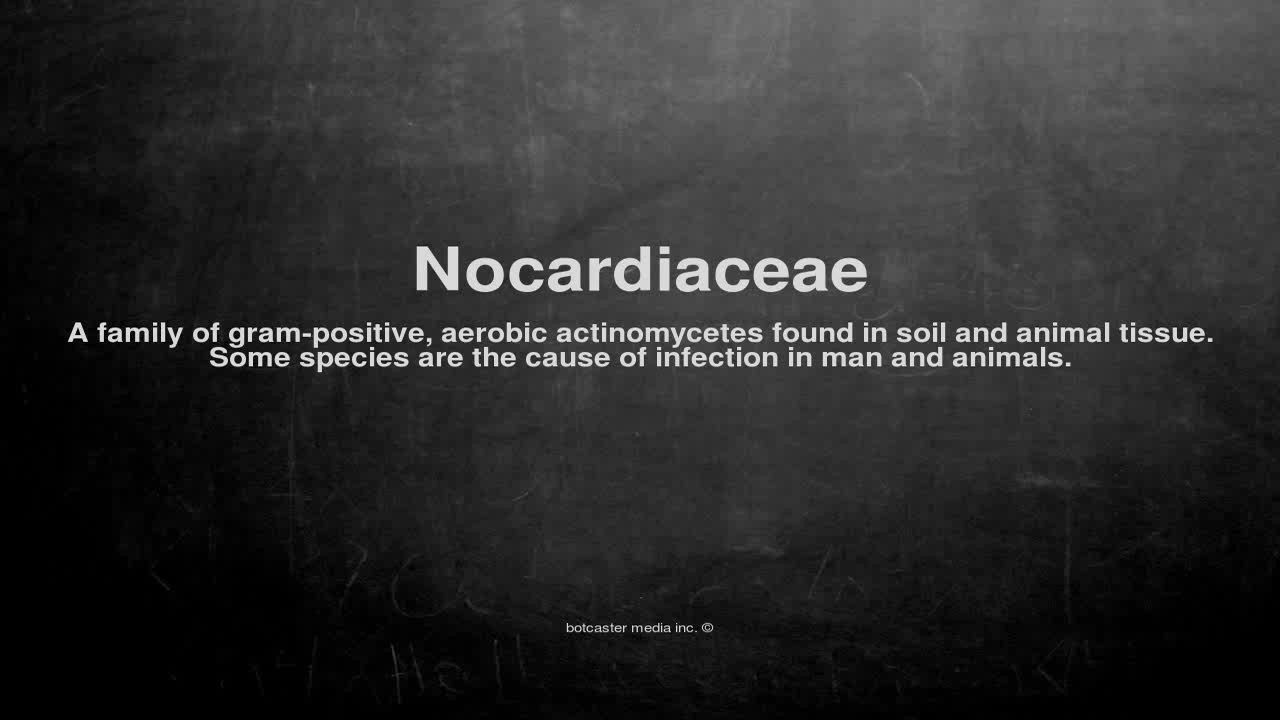 Nocardiaceae
A family of gram-positive, aerobic actinomycetes found in soil and animal tissue.
Some species are the cause of infection in man and animals.
botcaster media inc. ©